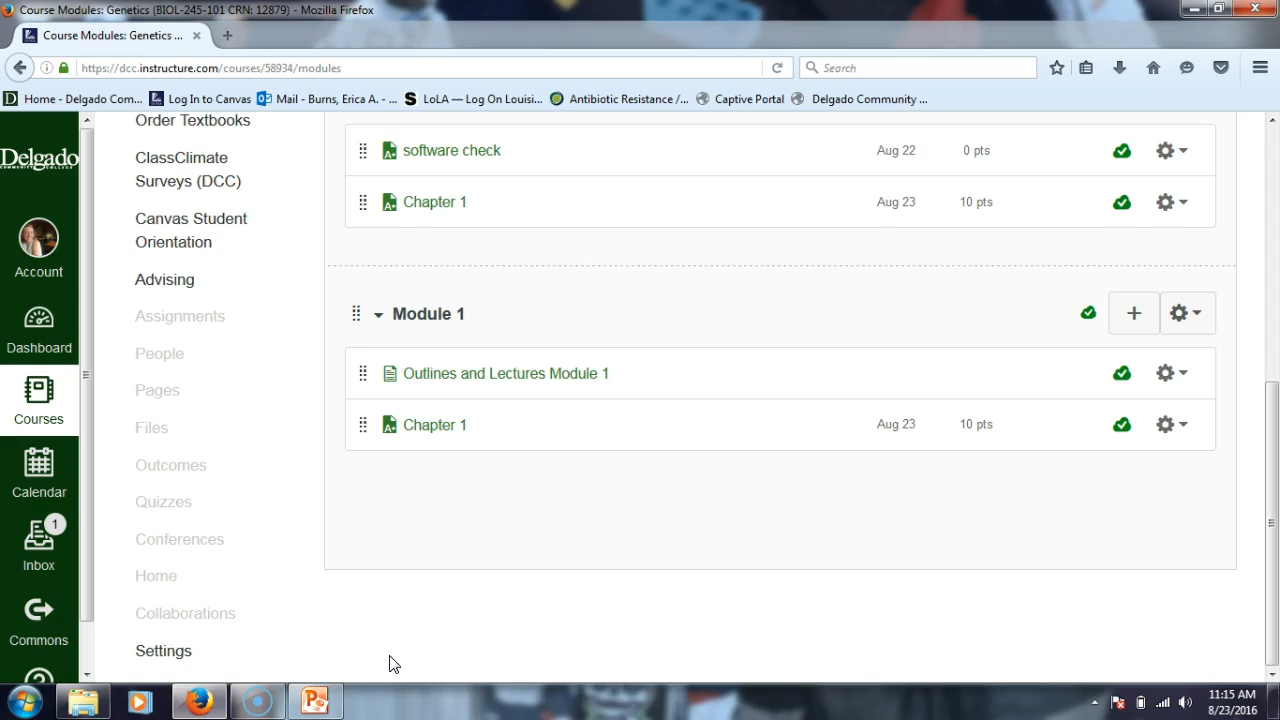 Course Modules: Genetics (BIOL-245-101 CRN: 12879) - Mozilla Firefox
Course Modules: Genetics ...
https://dcc.instructure.com/courses/58934/modules
Search
Home - Delgado Com...
Log In to Canvas
Mail - Burns, Erica A. - ...
LoLA — Log On Louisi...
Antibiotic Resistance /...
Captive Portal
Delgado Community ...
Delgado
Account
Dashboard
Courses
Calendar
1
Inbox
Commons
Order Textbooks
ClassClimate
Surveys (DCC)
Canvas Student
Orientation
Advising
Assignments
People
Pages
Files
Outcomes
Quizzes
Conferences
Home
Collaborations
Settings
software check Aug 22 0 pts
Chapter 1 Aug 23 10 pts
Module 1
Outlines and Lectures Module 1
Chapter 1 Aug 23 10 pts
11:15 AM
8/23/2016